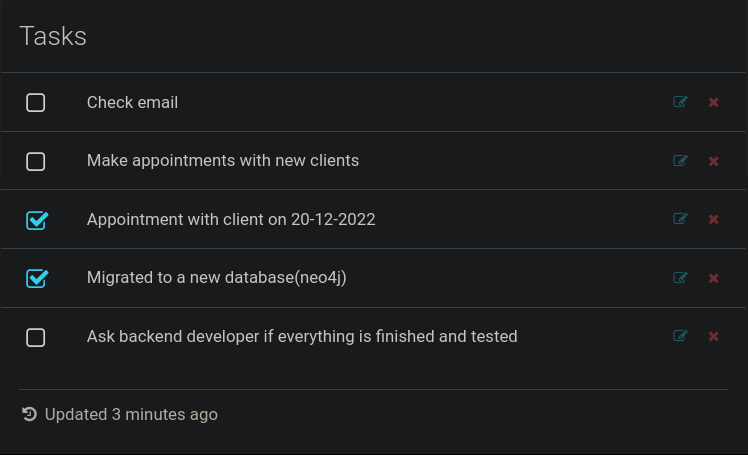 Tasks
Check email
Make appointments with new clients
Appointment with client on 20-12-2022
Migrated to a new database(neo4j)
Ask backend developer if everything is finished and tested
Updated 3 minutes ago